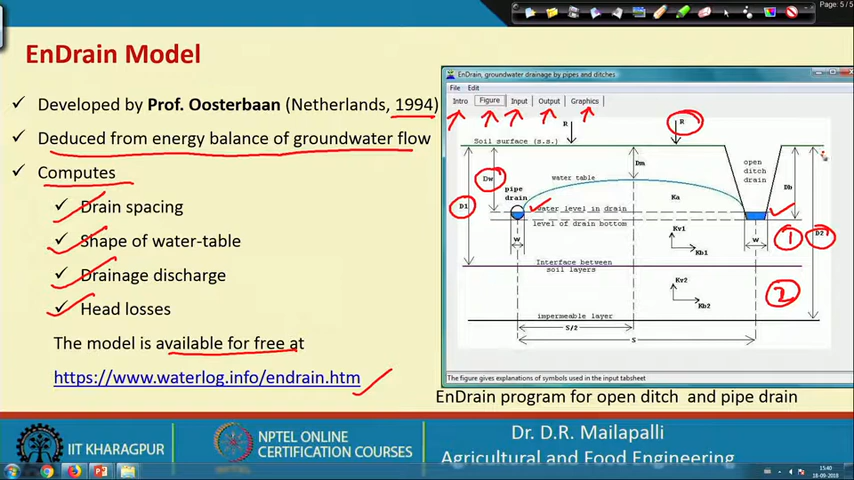 Page: 5 / 5
EnDrain Model
✓ Developed by Prof. Oosterbaan (Netherlands, 1994)
✓ Deduced from energy balance of groundwater flow
✓ Computes
✓ Drain spacing
✓ Shape of water-table
✓ Drainage discharge
✓ Head losses
The model is available for free at
https://www.waterlog.info/endrain.htm
EnDrain, groundwater drainage by pipes and ditches
File Edit
Intro Figure Input Output Graphics
R R
Soil surface (s.s.)
Dm
open
ditch
drain
Dw
water table
Db
pipe
drain
Ka
D1
water level in drain
level of drain bottom
W W
1
D2
Kv1
Kb1
Interface between
soil layers
Kv2
Kb2
2
impermeable layer
S/2
S
The figure gives explanations of symbols used in the input tabsheet
EnDrain program for open ditch and pipe drain
IIT KHARAGPUR
NPTEL ONLINE
CERTIFICATION COURSES
Dr. D.R. Mailapalli
Agricultural and Food Engineering
15:40
16-09-2018